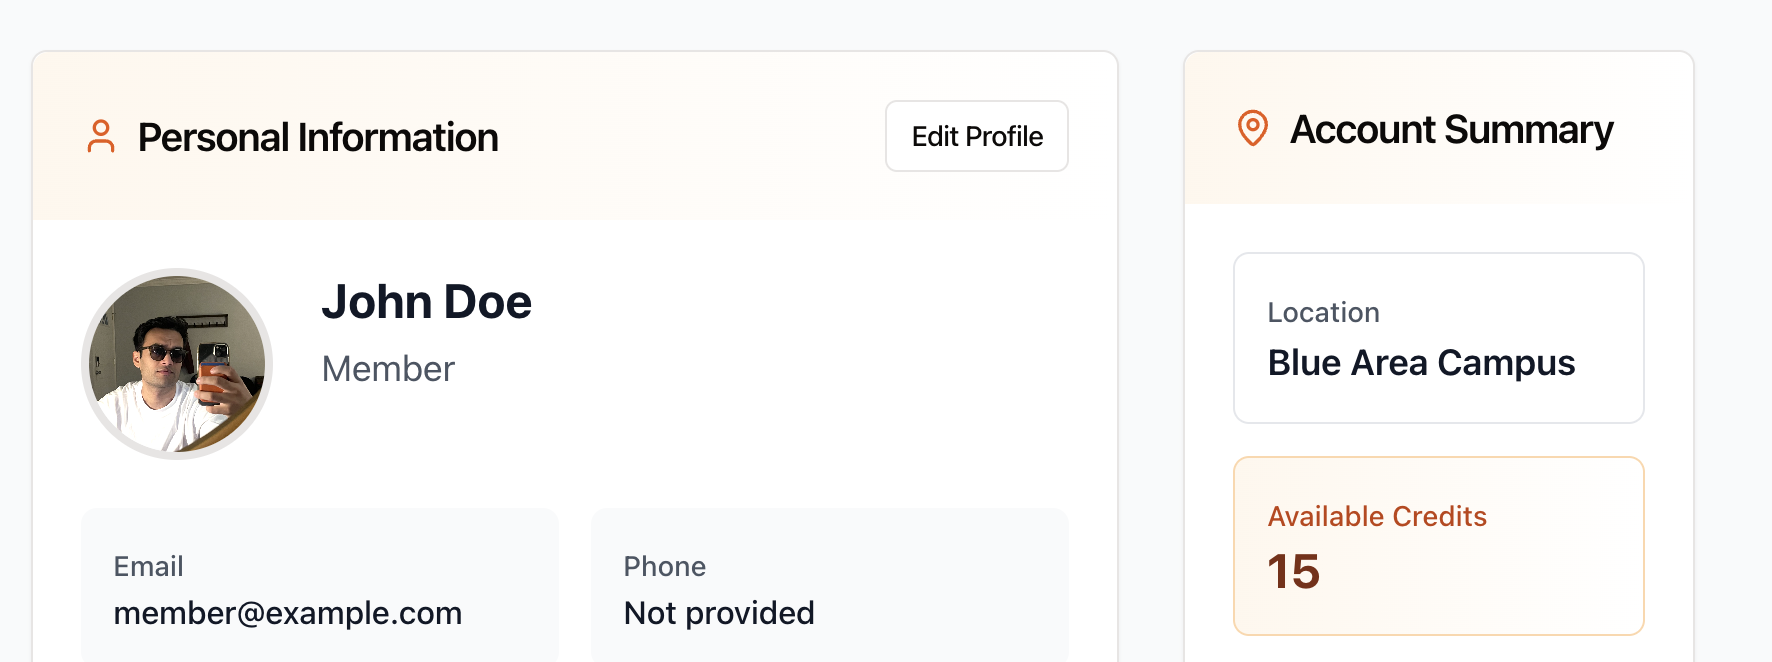 Personal Information
Edit Profile
John Doe
Member
Email
member@example.com
Phone
Not provided
Account Summary
Location
Blue Area Campus
Available Credits
15